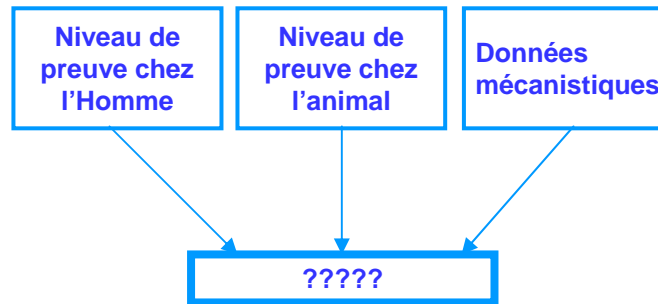 Niveau de
preuve chez
l'Homme
Niveau de
preuve chez
l'animal
Données
mécanistiques
?????